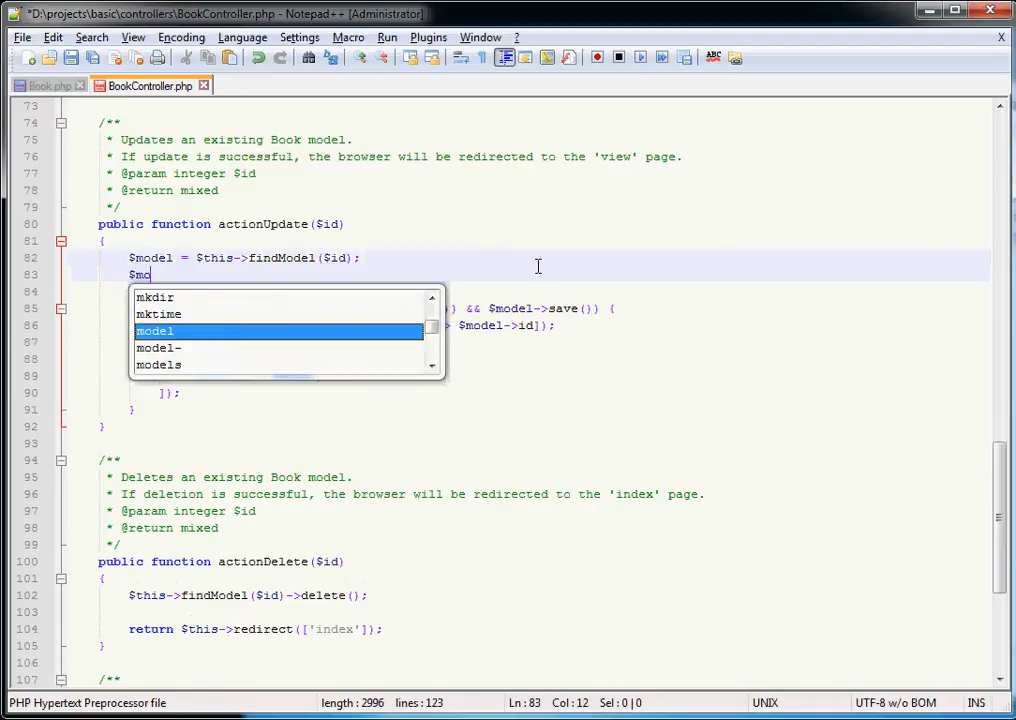 *D:\projects\basic\controllers\BookController.php - Notepad++ [Administrator]
File Edit Search View Encoding Language Settings Macro Run Plugins Window ? X
ABC
Book.php BookController.php
73
74 /**
75 * Updates an existing Book model.
76 * If update is successful, the browser will be redirected to the 'view' page.
77 * @param integer $id
78 * @return mixed
79 */
80 public function actionUpdate($id)
81 {
82 $model = $this->findModel($id);
83 $mo
84 mkdir
mktime
85 ) && $model->save()) {
86 model > $model->id]);
87 model-
88 models
89
90 ]);
91 }
92 }
93
94 /**
95 * Deletes an existing Book model.
96 * If deletion is successful, the browser will be redirected to the 'index' page.
97 * @param integer $id
98 * @return mixed
99 */
100 public function actionDelete($id)
101 {
102 $this->findModel($id)->delete();
103
104 return $this->redirect(['index']);
105 }
106
107 /**
PHP Hypertext Preprocessor file length : 2996 lines : 123 Ln : 83 Col : 12 Sel : 0 | 0 UNIX UTF-8 w/o BOM INS